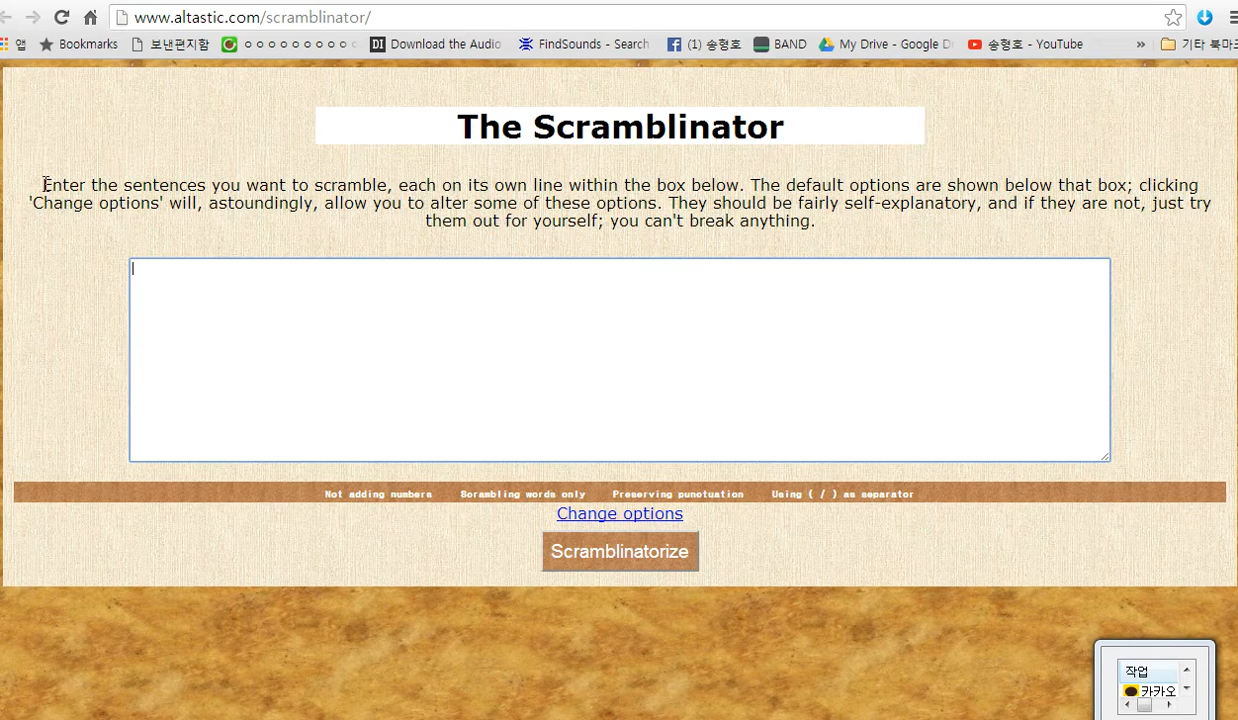 www.altastic.com/scramblinator/
앱 Bookmarks 보낸편지함 ㅇㅇㅇㅇㅇㅇㅇㅇㅇ DI Download the Audio FindSounds - Search (1) 송형호 BAND My Drive - Google D 송형호 - YouTube » 기타 북마크
The Scramblinator
Enter the sentences you want to scramble, each on its own line within the box below. The default options are shown below that box; clicking
'Change options' will, astoundingly, allow you to alter some of these options. They should be fairly self-explanatory, and if they are not, just try
them out for yourself; you can't break anything.
Not adding numbers Scrambling words only Preserving punctuation Using ( / ) as separator
Change options
Scramblinatorize
작업
카카오